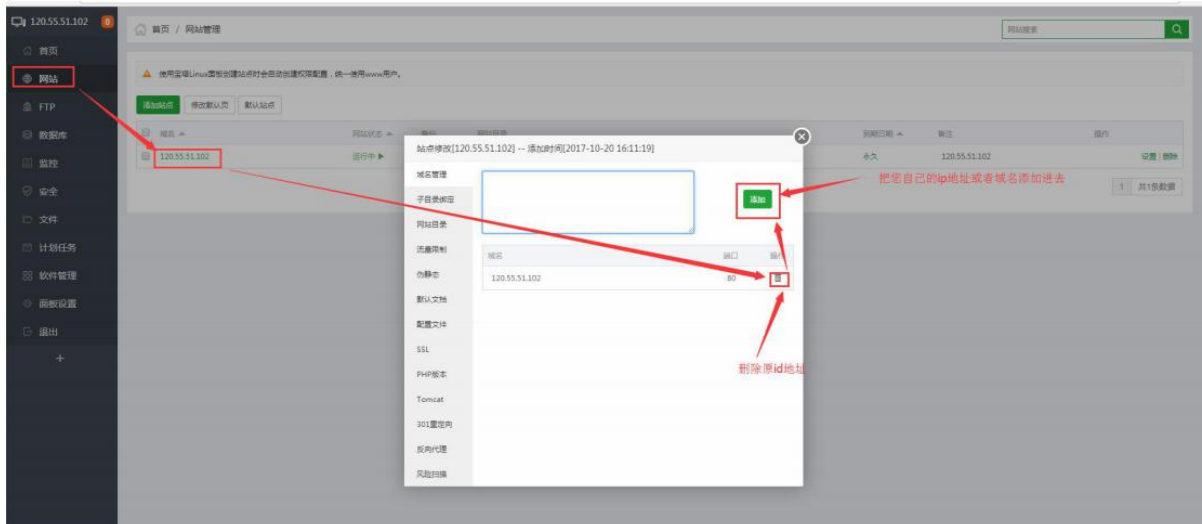 120.55.51.102 0
首页 / 网站管理
网站搜索
首页
网站
FTP
数据库
监控
安全
文件
计划任务
软件管理
面板设置
退出
+
使用宝塔Linux面板创建站点时会自动创建权限配置，统一使用www用户。
添加站点 修改默认页 默认站点
域名 网站状态 备份 网站目录 到期日期 备注 操作
120.55.51.102 运行中 永久 120.55.51.102 设置 | 删除
1 共1条数据
站点修改[120.55.51.102] -- 添加时间[2017-10-20 16:11:19]
域名管理
子目录绑定
网站目录
流量限制
伪静态
默认文档
配置文件
SSL
PHP版本
Tomcat
301重定向
反向代理
风险扫描
添加
域名 端口 操作
120.55.51.102 80
把您自己的ip地址或者域名添加进去
删除原id地址